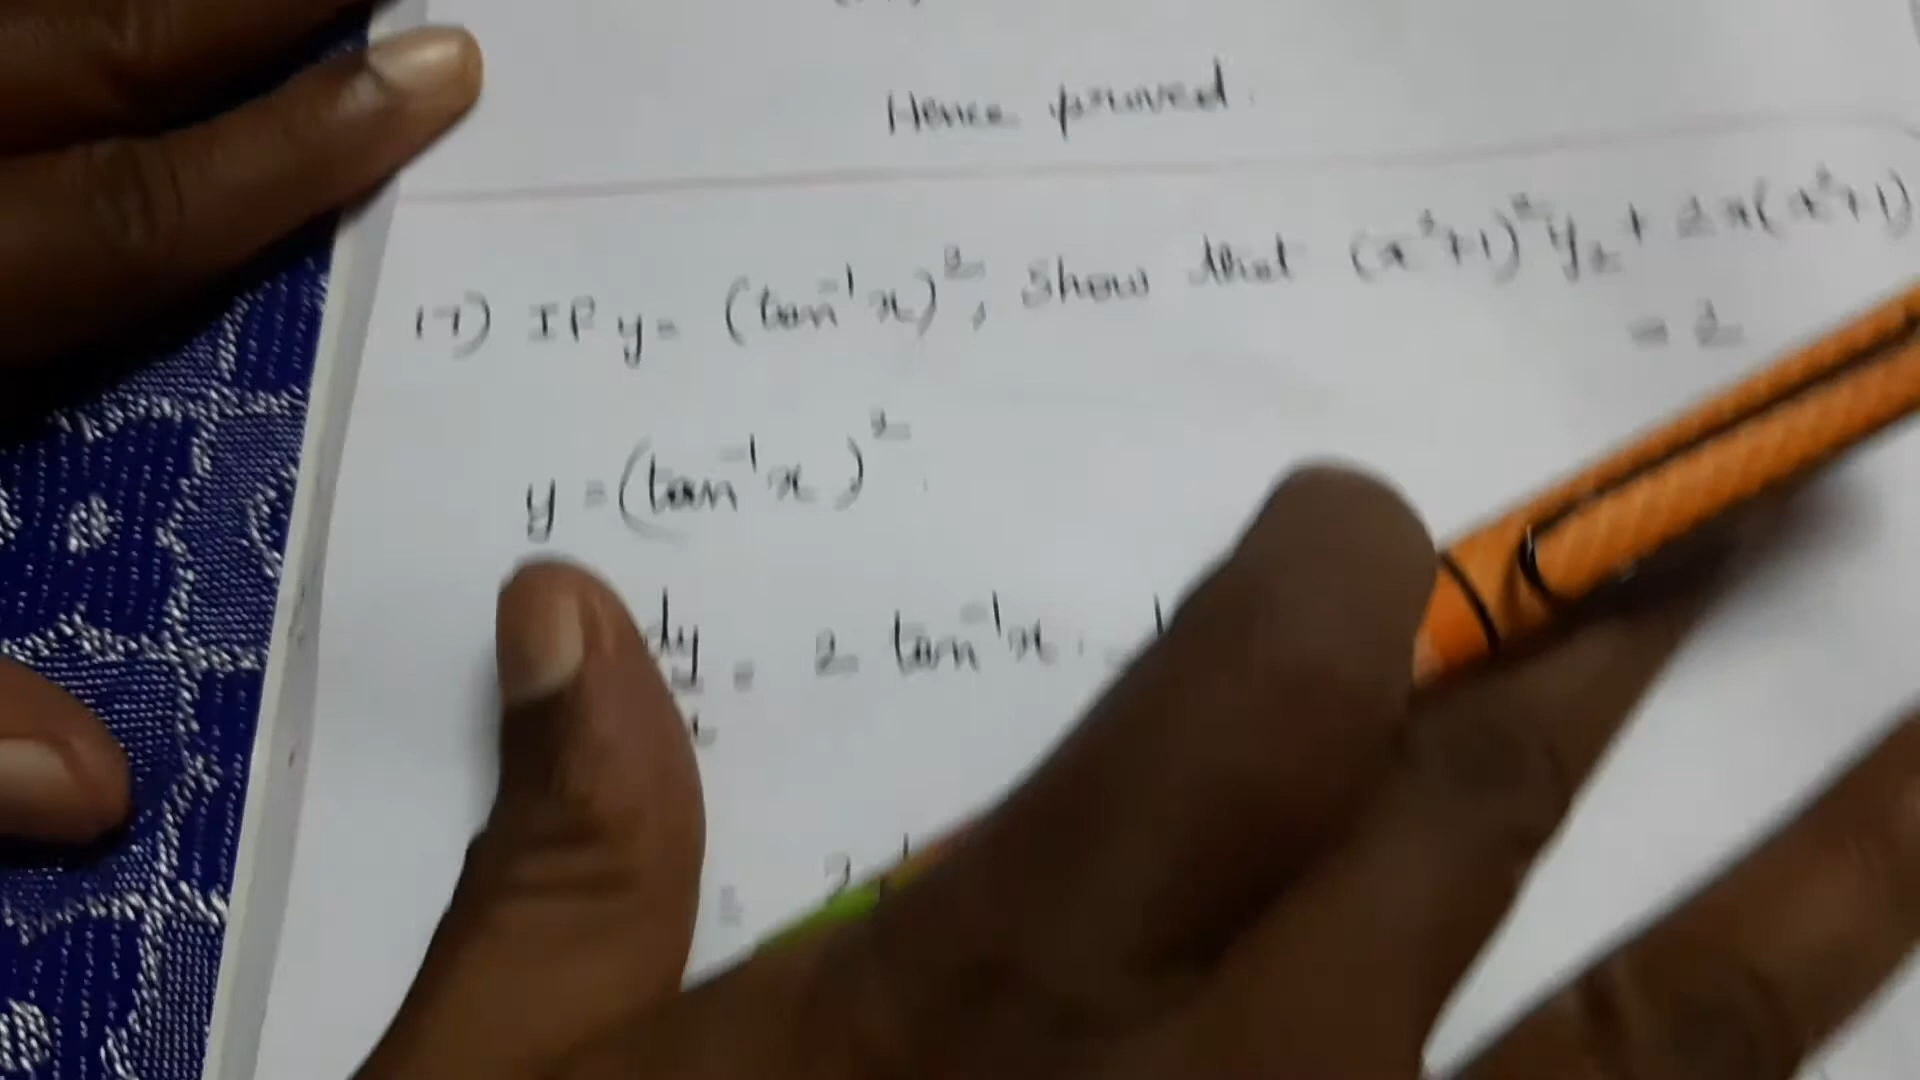 Hence proved.
17) If y = (tan⁻¹x)², show that (x²+1)²y₂ + 2x(x²+1)
= 2
y = (tan⁻¹x)².
dy = 2 tan⁻¹x ·
= 2